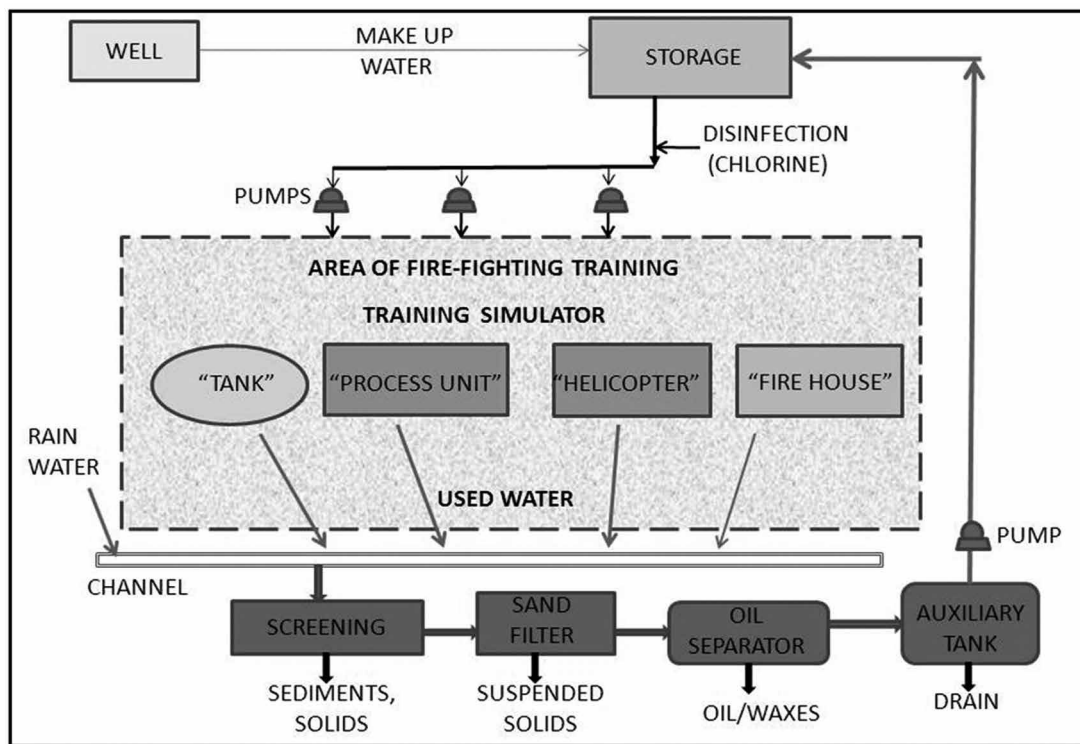 WELL
MAKE UP
WATER
STORAGE
DISINFECTION
(CHLORINE)
PUMPS
AREA OF FIRE-FIGHTING TRAINING
TRAINING SIMULATOR
“TANK”
“PROCESS UNIT”
“HELICOPTER”
“FIRE HOUSE”
RAIN
WATER
USED WATER
PUMP
CHANNEL
SCREENING
SAND
FILTER
OIL
SEPARATOR
AUXILIARY
TANK
SEDIMENTS,
SOLIDS
SUSPENDED
SOLIDS
OIL/WAXES
DRAIN